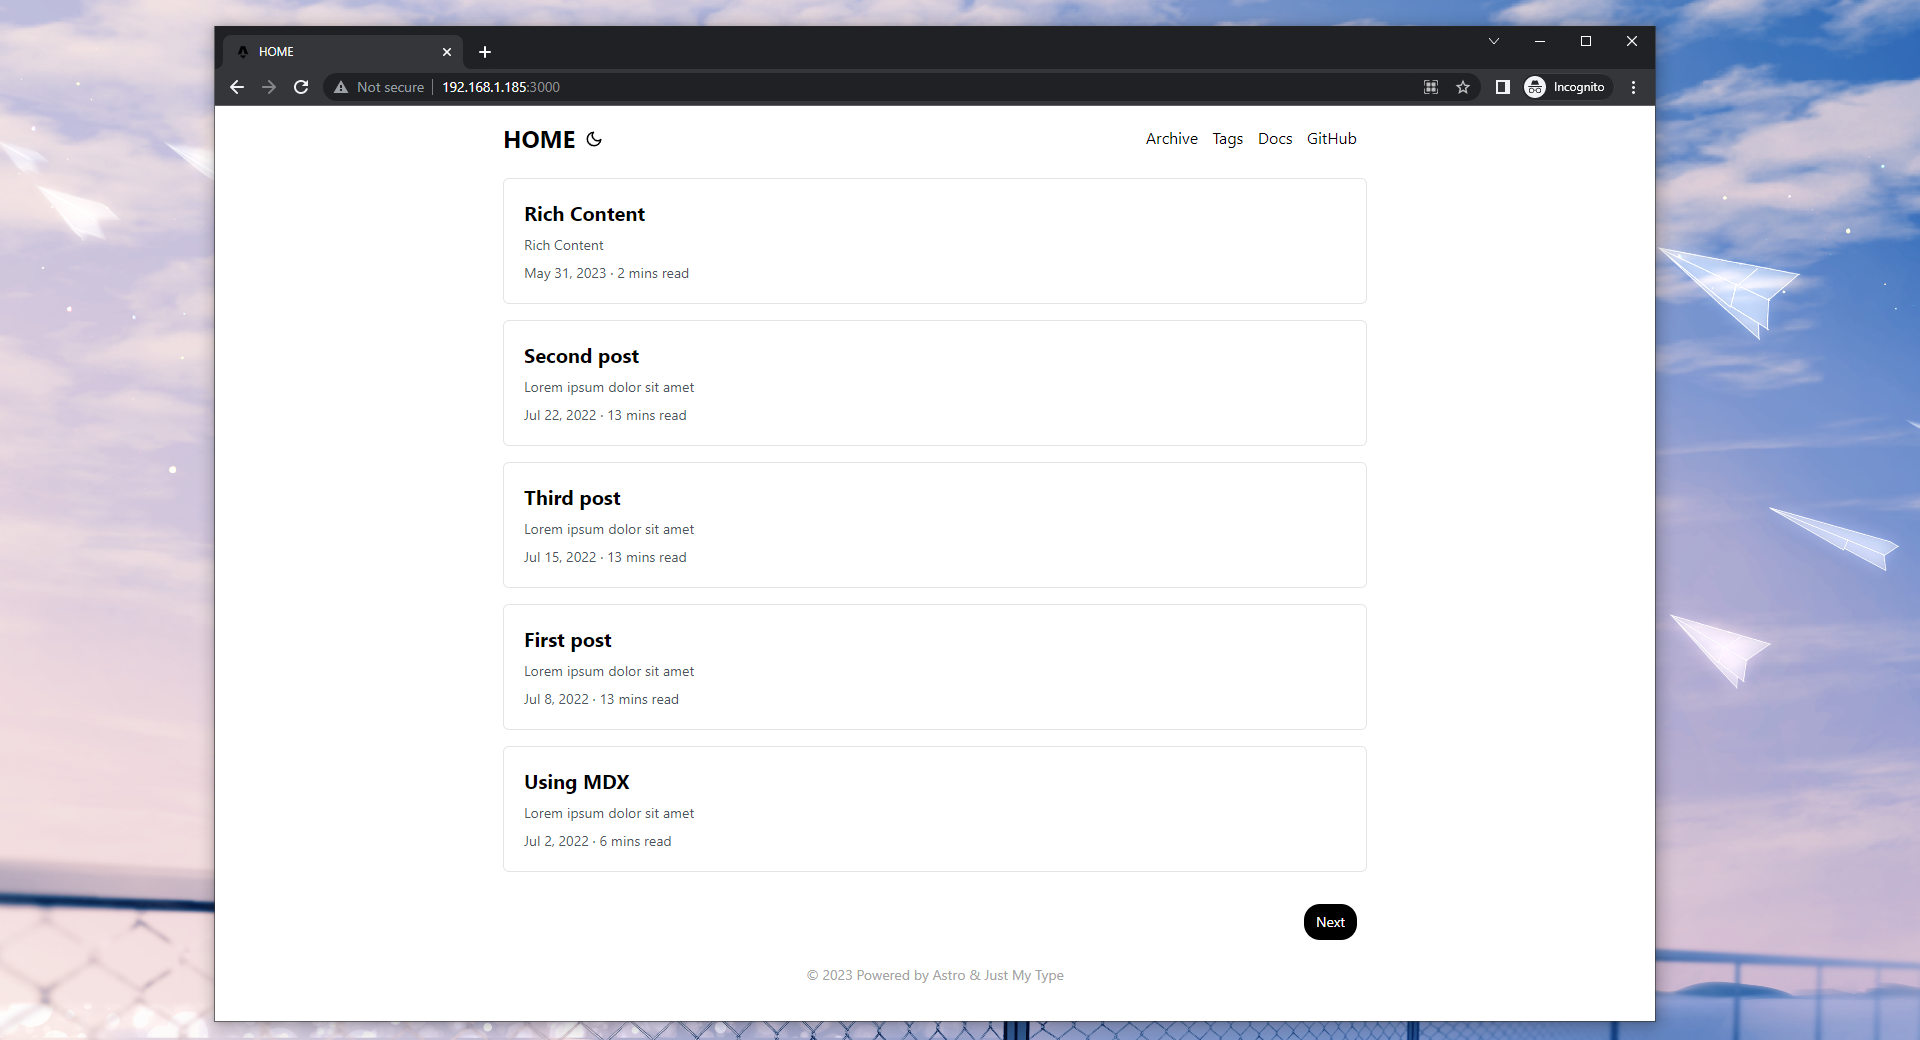 HOME
Not secure
192.168.1.185:3000
Incognito
HOME
Archive Tags Docs GitHub
Rich Content
Rich Content
May 31, 2023 · 2 mins read
Second post
Lorem ipsum dolor sit amet
Jul 22, 2022 · 13 mins read
Third post
Lorem ipsum dolor sit amet
Jul 15, 2022 · 13 mins read
First post
Lorem ipsum dolor sit amet
Jul 8, 2022 · 13 mins read
Using MDX
Lorem ipsum dolor sit amet
Jul 2, 2022 · 6 mins read
Next
© 2023 Powered by Astro & Just My Type